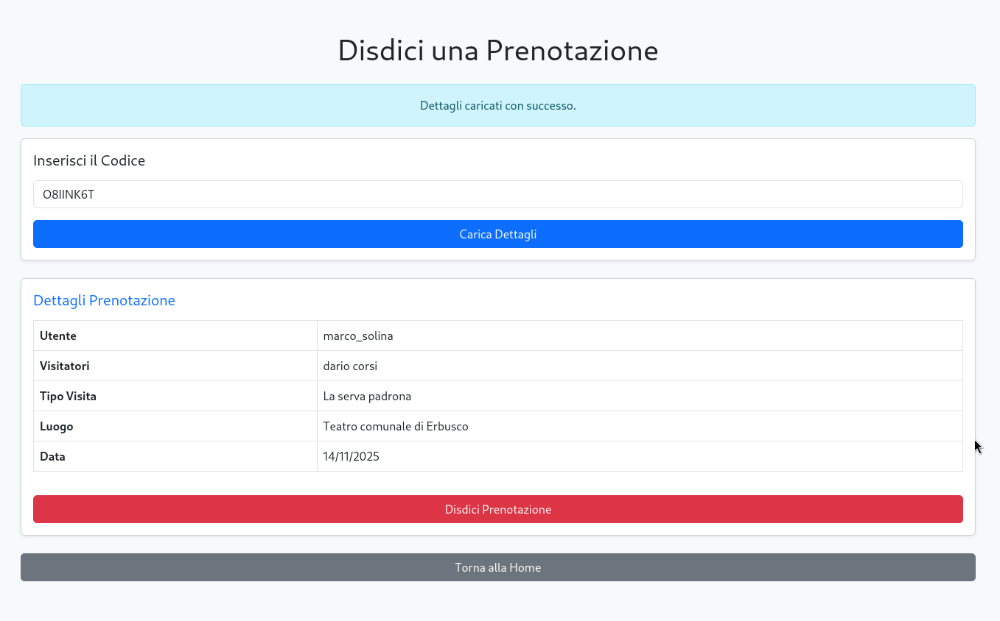 Disdici una Prenotazione
Dettagli caricati con successo.
Inserisci il Codice
O8IINK6T
Carica Dettagli
Dettagli Prenotazione
Utente marco_solina
Visitatori dario corsi
Tipo Visita La serva padrona
Luogo Teatro comunale di Erbusco
Data 14/11/2025
Disdici Prenotazione
Torna alla Home